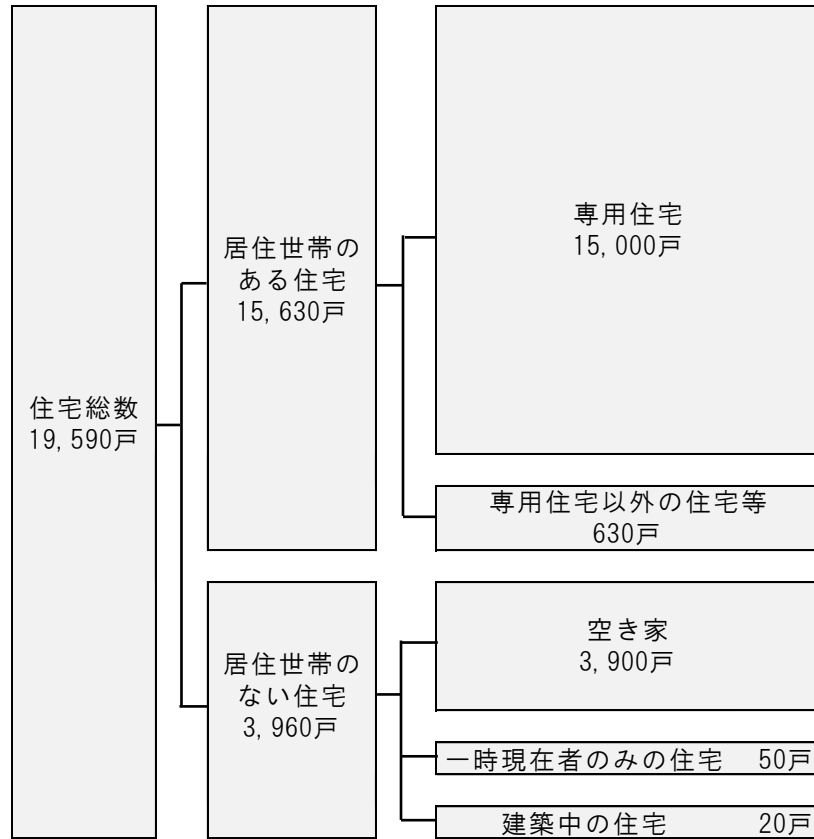 住宅総数
19,590戸
居住世帯の
ある住宅
15,630戸
専用住宅
15,000戸
専用住宅以外の住宅等
630戸
居住世帯の
ない住宅
3,960戸
空き家
3,900戸
一時現在者のみの住宅 50戸
建築中の住宅 20戸